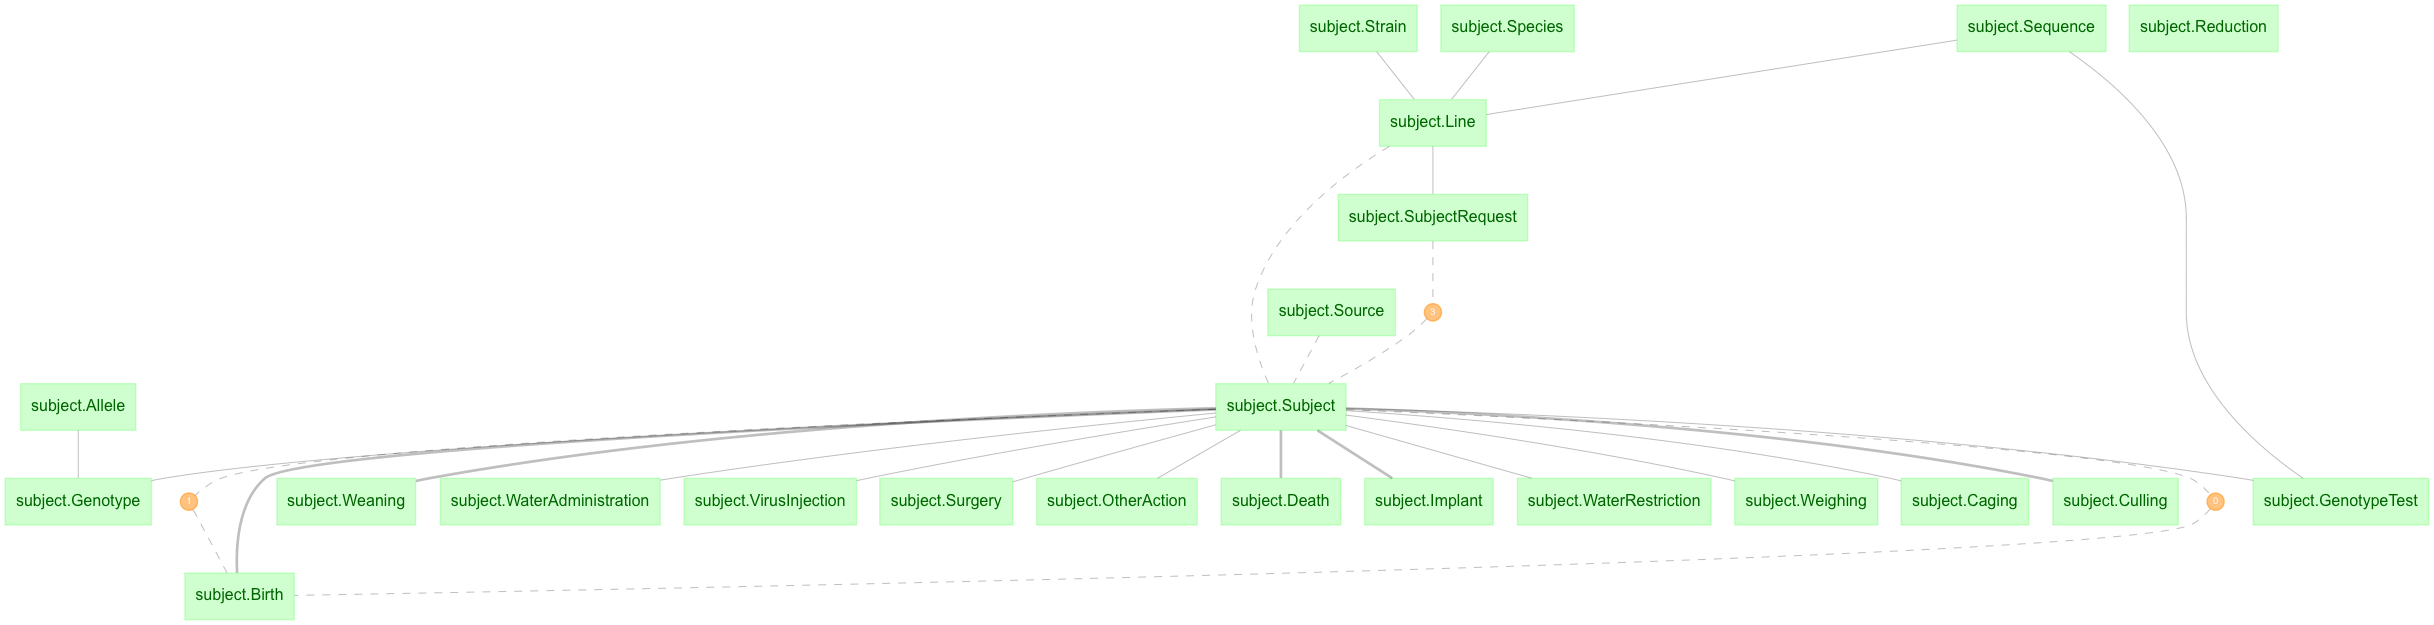 subject.Strain
subject.Species
subject.Sequence
subject.Reduction
subject.Line
subject.SubjectRequest
subject.Source
3
subject.Allele
subject.Subject
subject.Genotype
1
subject.Weaning
subject.WaterAdministration
subject.VirusInjection
subject.Surgery
subject.OtherAction
subject.Death
subject.Implant
subject.WaterRestriction
subject.Weighing
subject.Caging
subject.Culling
0
subject.GenotypeTest
subject.Birth